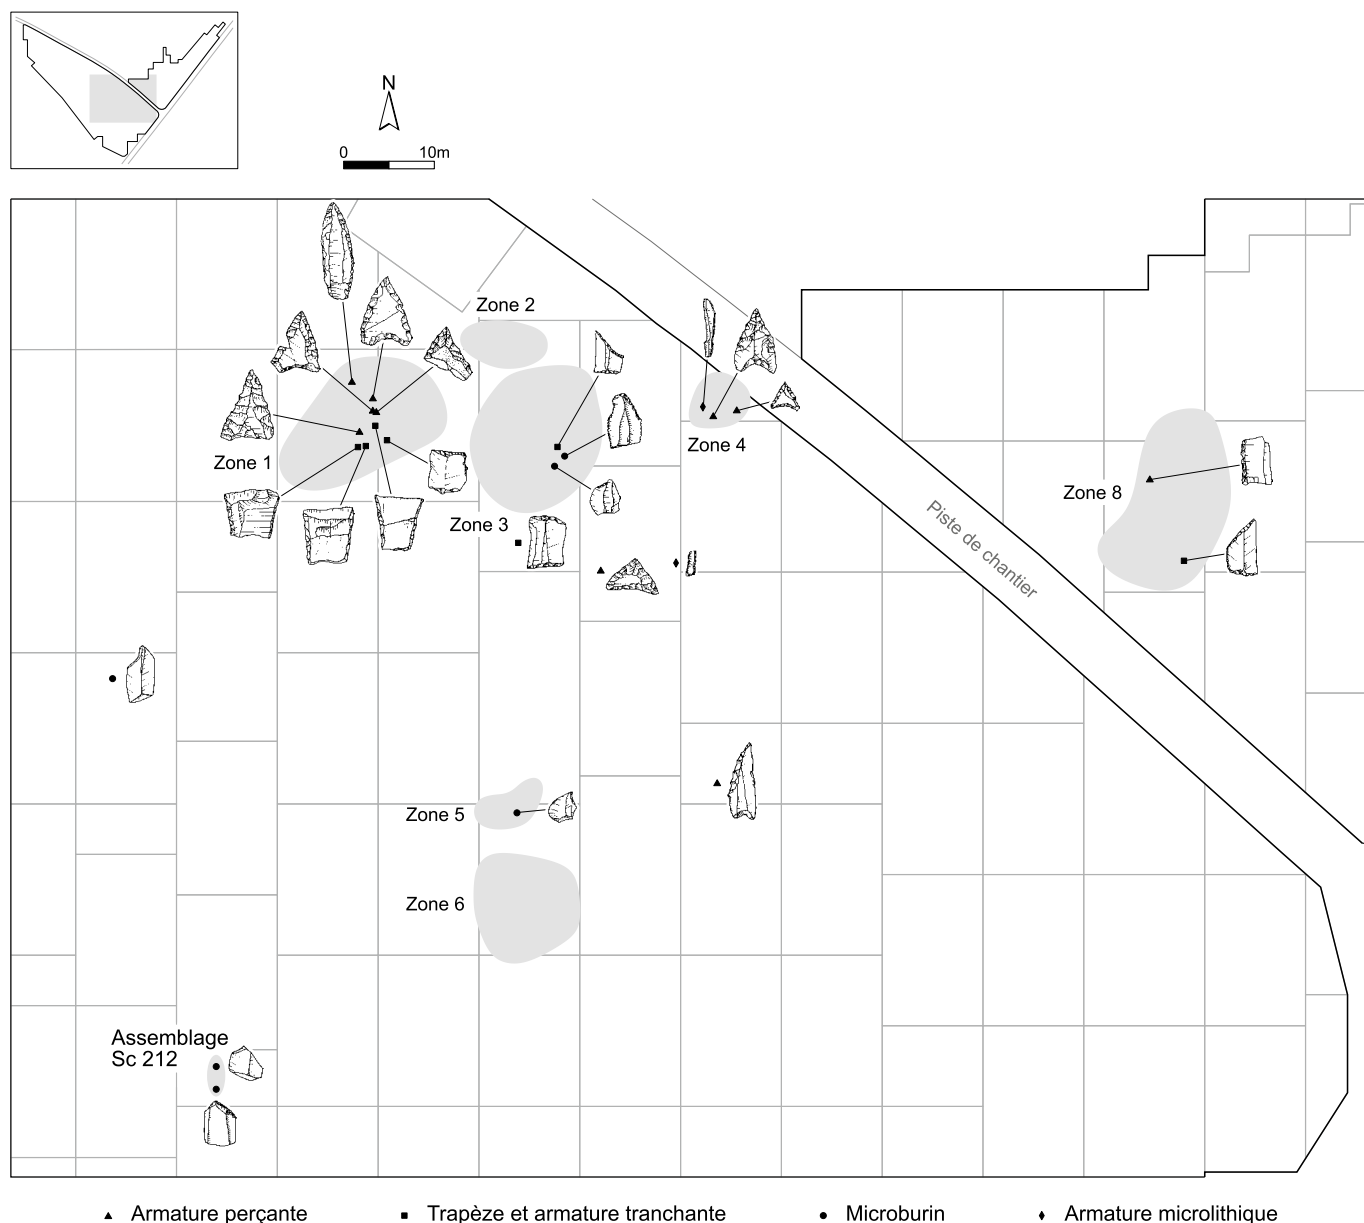 N
0 10m
Zone 2
Zone 1
Zone 4
Zone 8
Zone 3
Piste de chantier
Zone 5
Zone 6
Assemblage
Sc 212
Armature perçante Trapèze et armature tranchante Microburin Armature microlithique